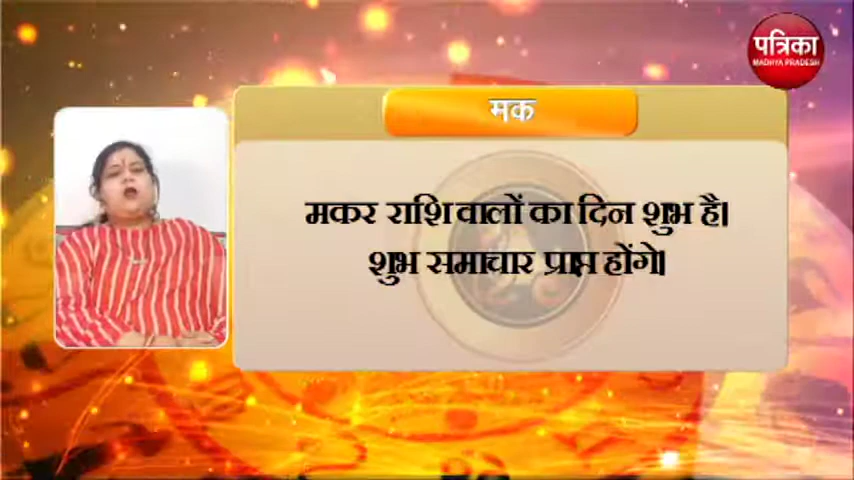 पत्रिका
MADHYA PRADESH
मक
मकर राशि वालों का दिन शुभ है।
शुभ समाचार प्राप्त होंगे।